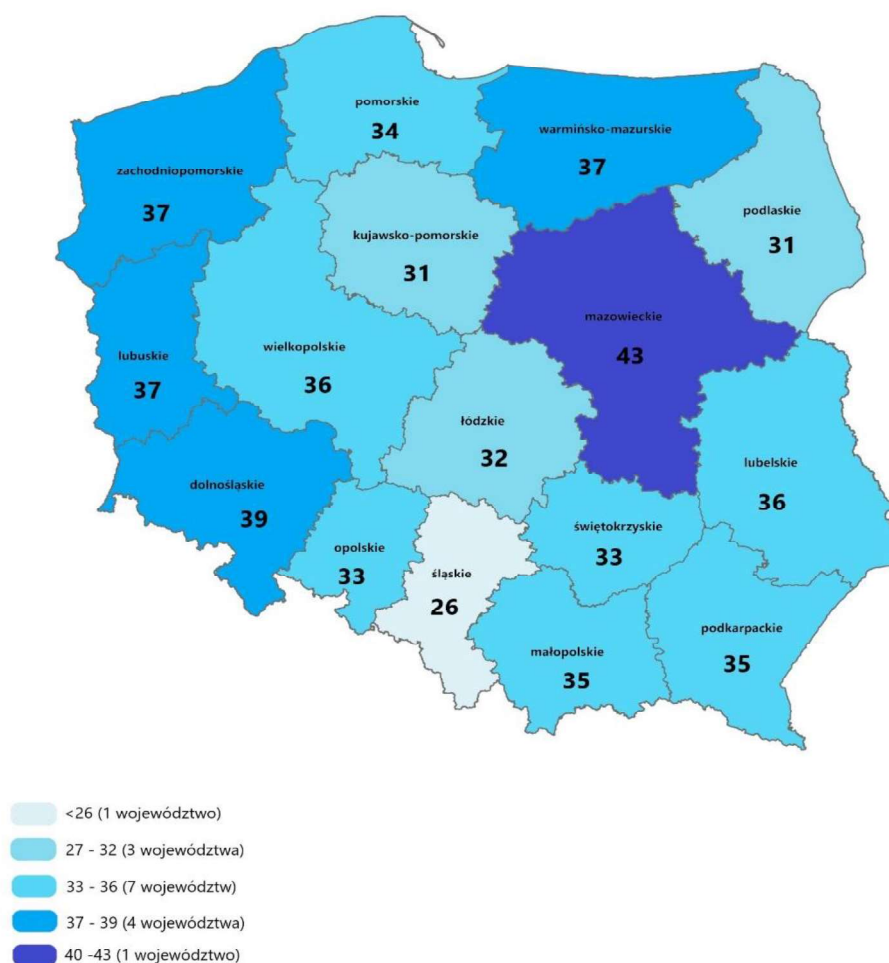 pomorskie
34
warmińsko-mazurskie
37
zachodniopomorskie
37
podlaskie
31
kujawsko-pomorskie
31
mazowieckie
43
lubuskie
37
wielkopolskie
36
łódzkie
32
lubelskie
36
dolnośląskie
39
świętokrzyskie
33
opolskie
33
śląskie
26
podkarpackie
35
małopolskie
35
<26 (1 województwo)
27 - 32 (3 województwa)
33 - 36 (7 województw)
37 - 39 (4 województwa)
40 -43 (1 województwo)